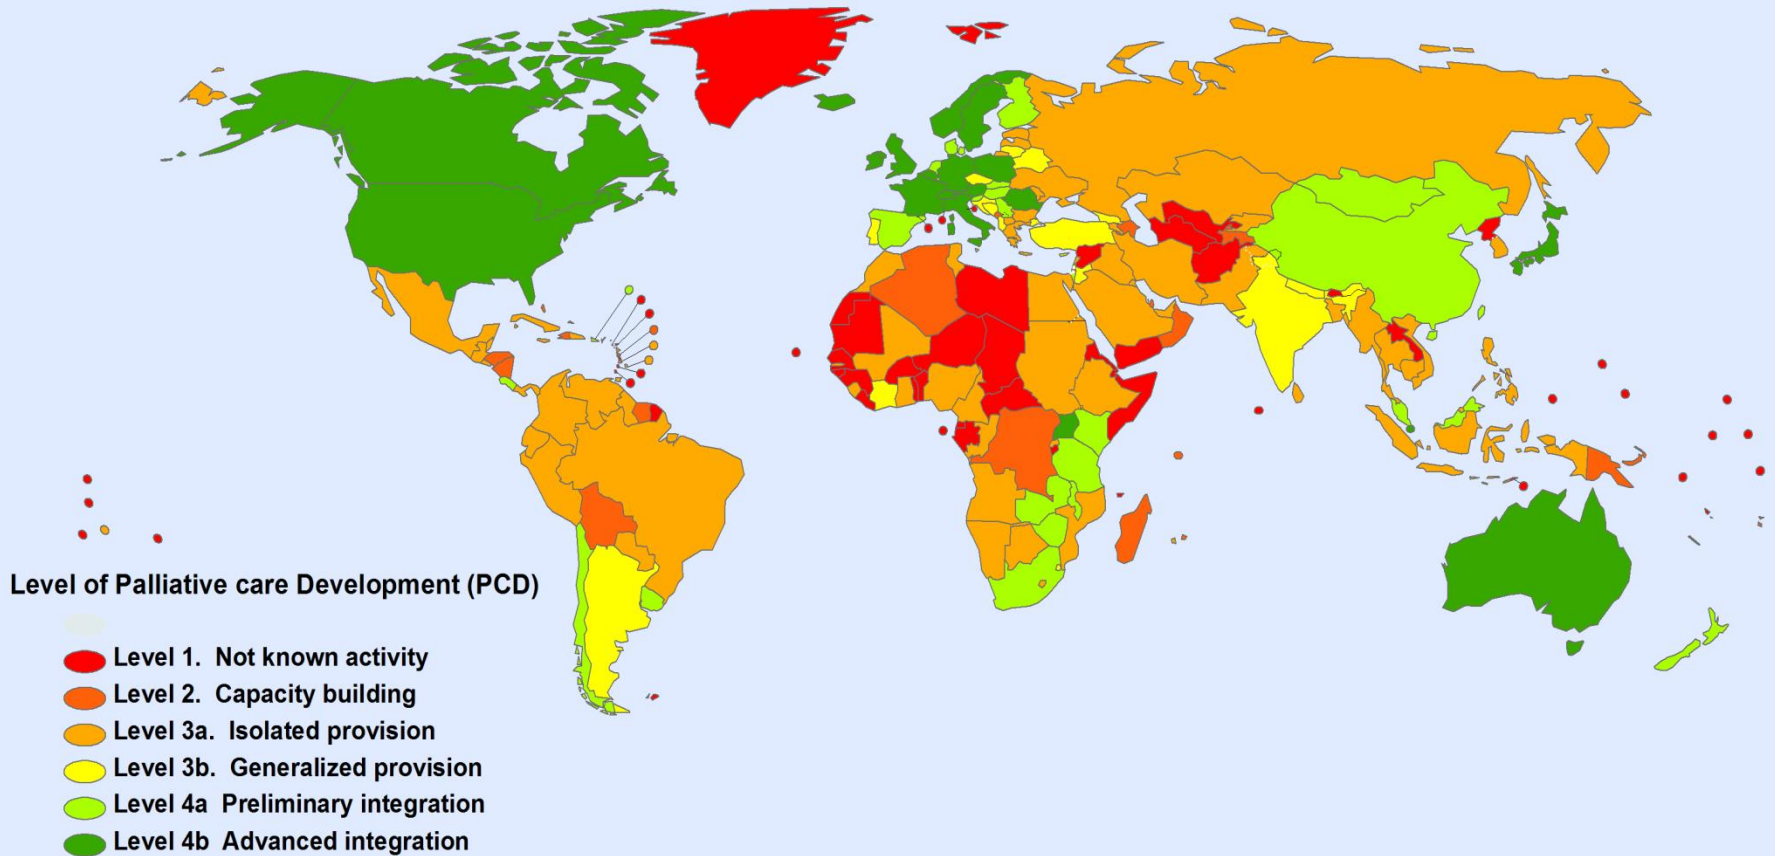 Level of Palliative care Development (PCD)
Level 1.  Not known activity
Level 2.  Capacity building
Level 3a.  Isolated provision
Level 3b.  Generalized provision
Level 4a  Preliminary integration
Level 4b  Advanced integration